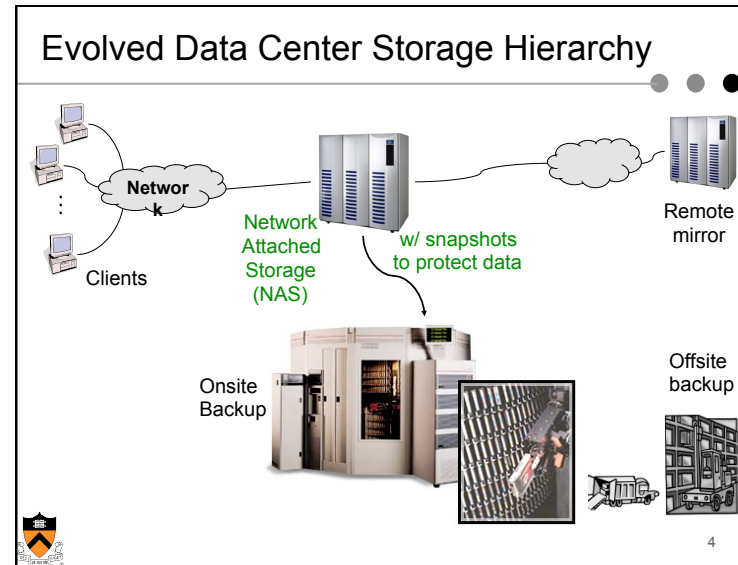 Evolved Data Center Storage Hierarchy
Networ
k
Clients
Network
Attached
Storage
(NAS)
w/ snapshots
to protect data
Remote
mirror
Onsite
Backup
Offsite
backup
4